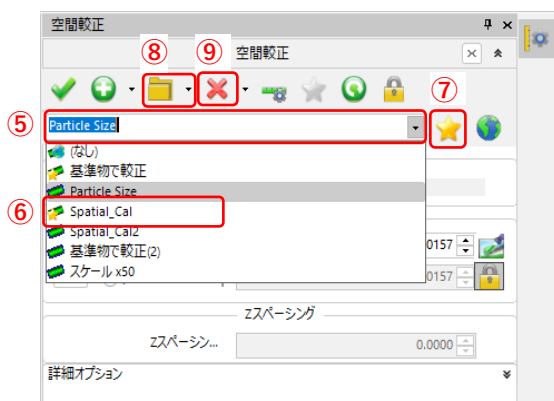 空間較正
⑧ ⑨ 空間較正
⑦
⑤ Particle Size
(なし)
基準物で較正
Particle Size
⑥ Spatial_Cal
Spatial_Cal2
基準物で較正(2)
0157
スケール x50
0157
Zスペーシング
Zスペーシン... 0.0000
詳細オプション